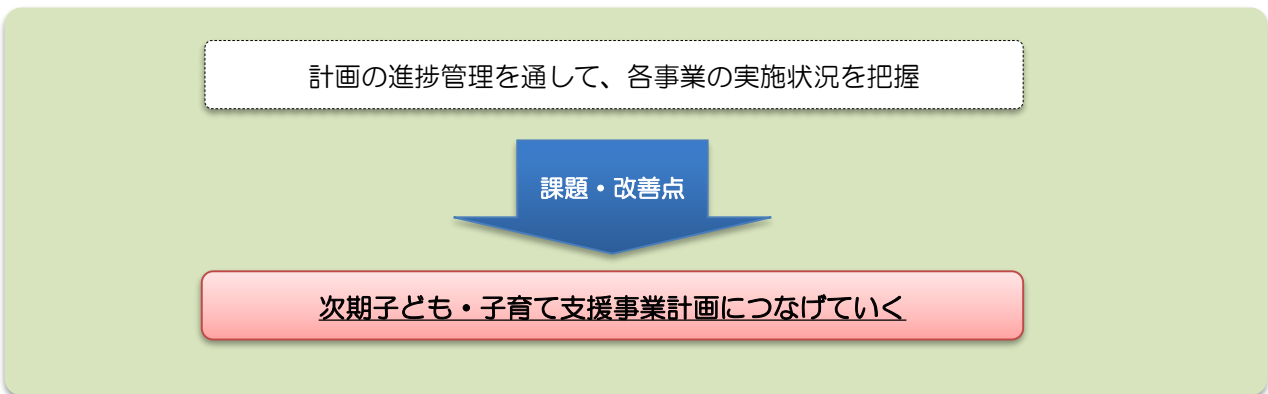 計画の進捗管理を通して、各事業の実施状況を把握
課題・改善点
次期子ども・子育て支援事業計画につなげていく